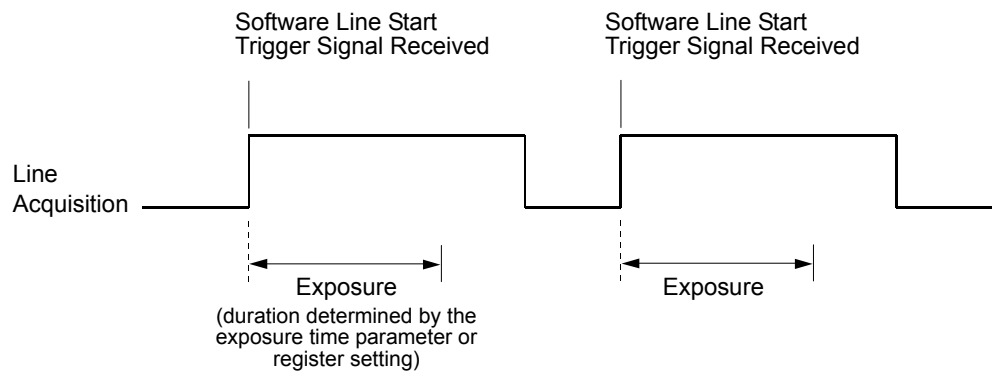 Software Line Start
Trigger Signal Received
Software Line Start
Trigger Signal Received
Line
Acquisition
Exposure
(duration determined by the
exposure time parameter or
register setting)
Exposure